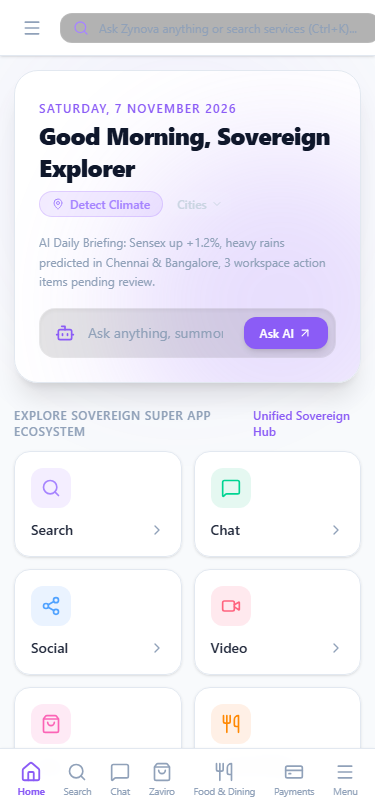 Ask Zynova anything or search services (Ctrl+K)...
SATURDAY, 7 NOVEMBER 2026
Good Morning, Sovereign
Explorer
Detect Climate
Cities
AI Daily Briefing: Sensex up +1.2%, heavy rains
predicted in Chennai & Bangalore, 3 workspace action
items pending review.
Ask anything, summo
Ask AI
EXPLORE SOVEREIGN SUPER APP
ECOSYSTEM
Unified Sovereign
Hub
Search
Chat
Social
Video
Home
Search
Chat
Zaviro
Food & Dining
Payments
Menu